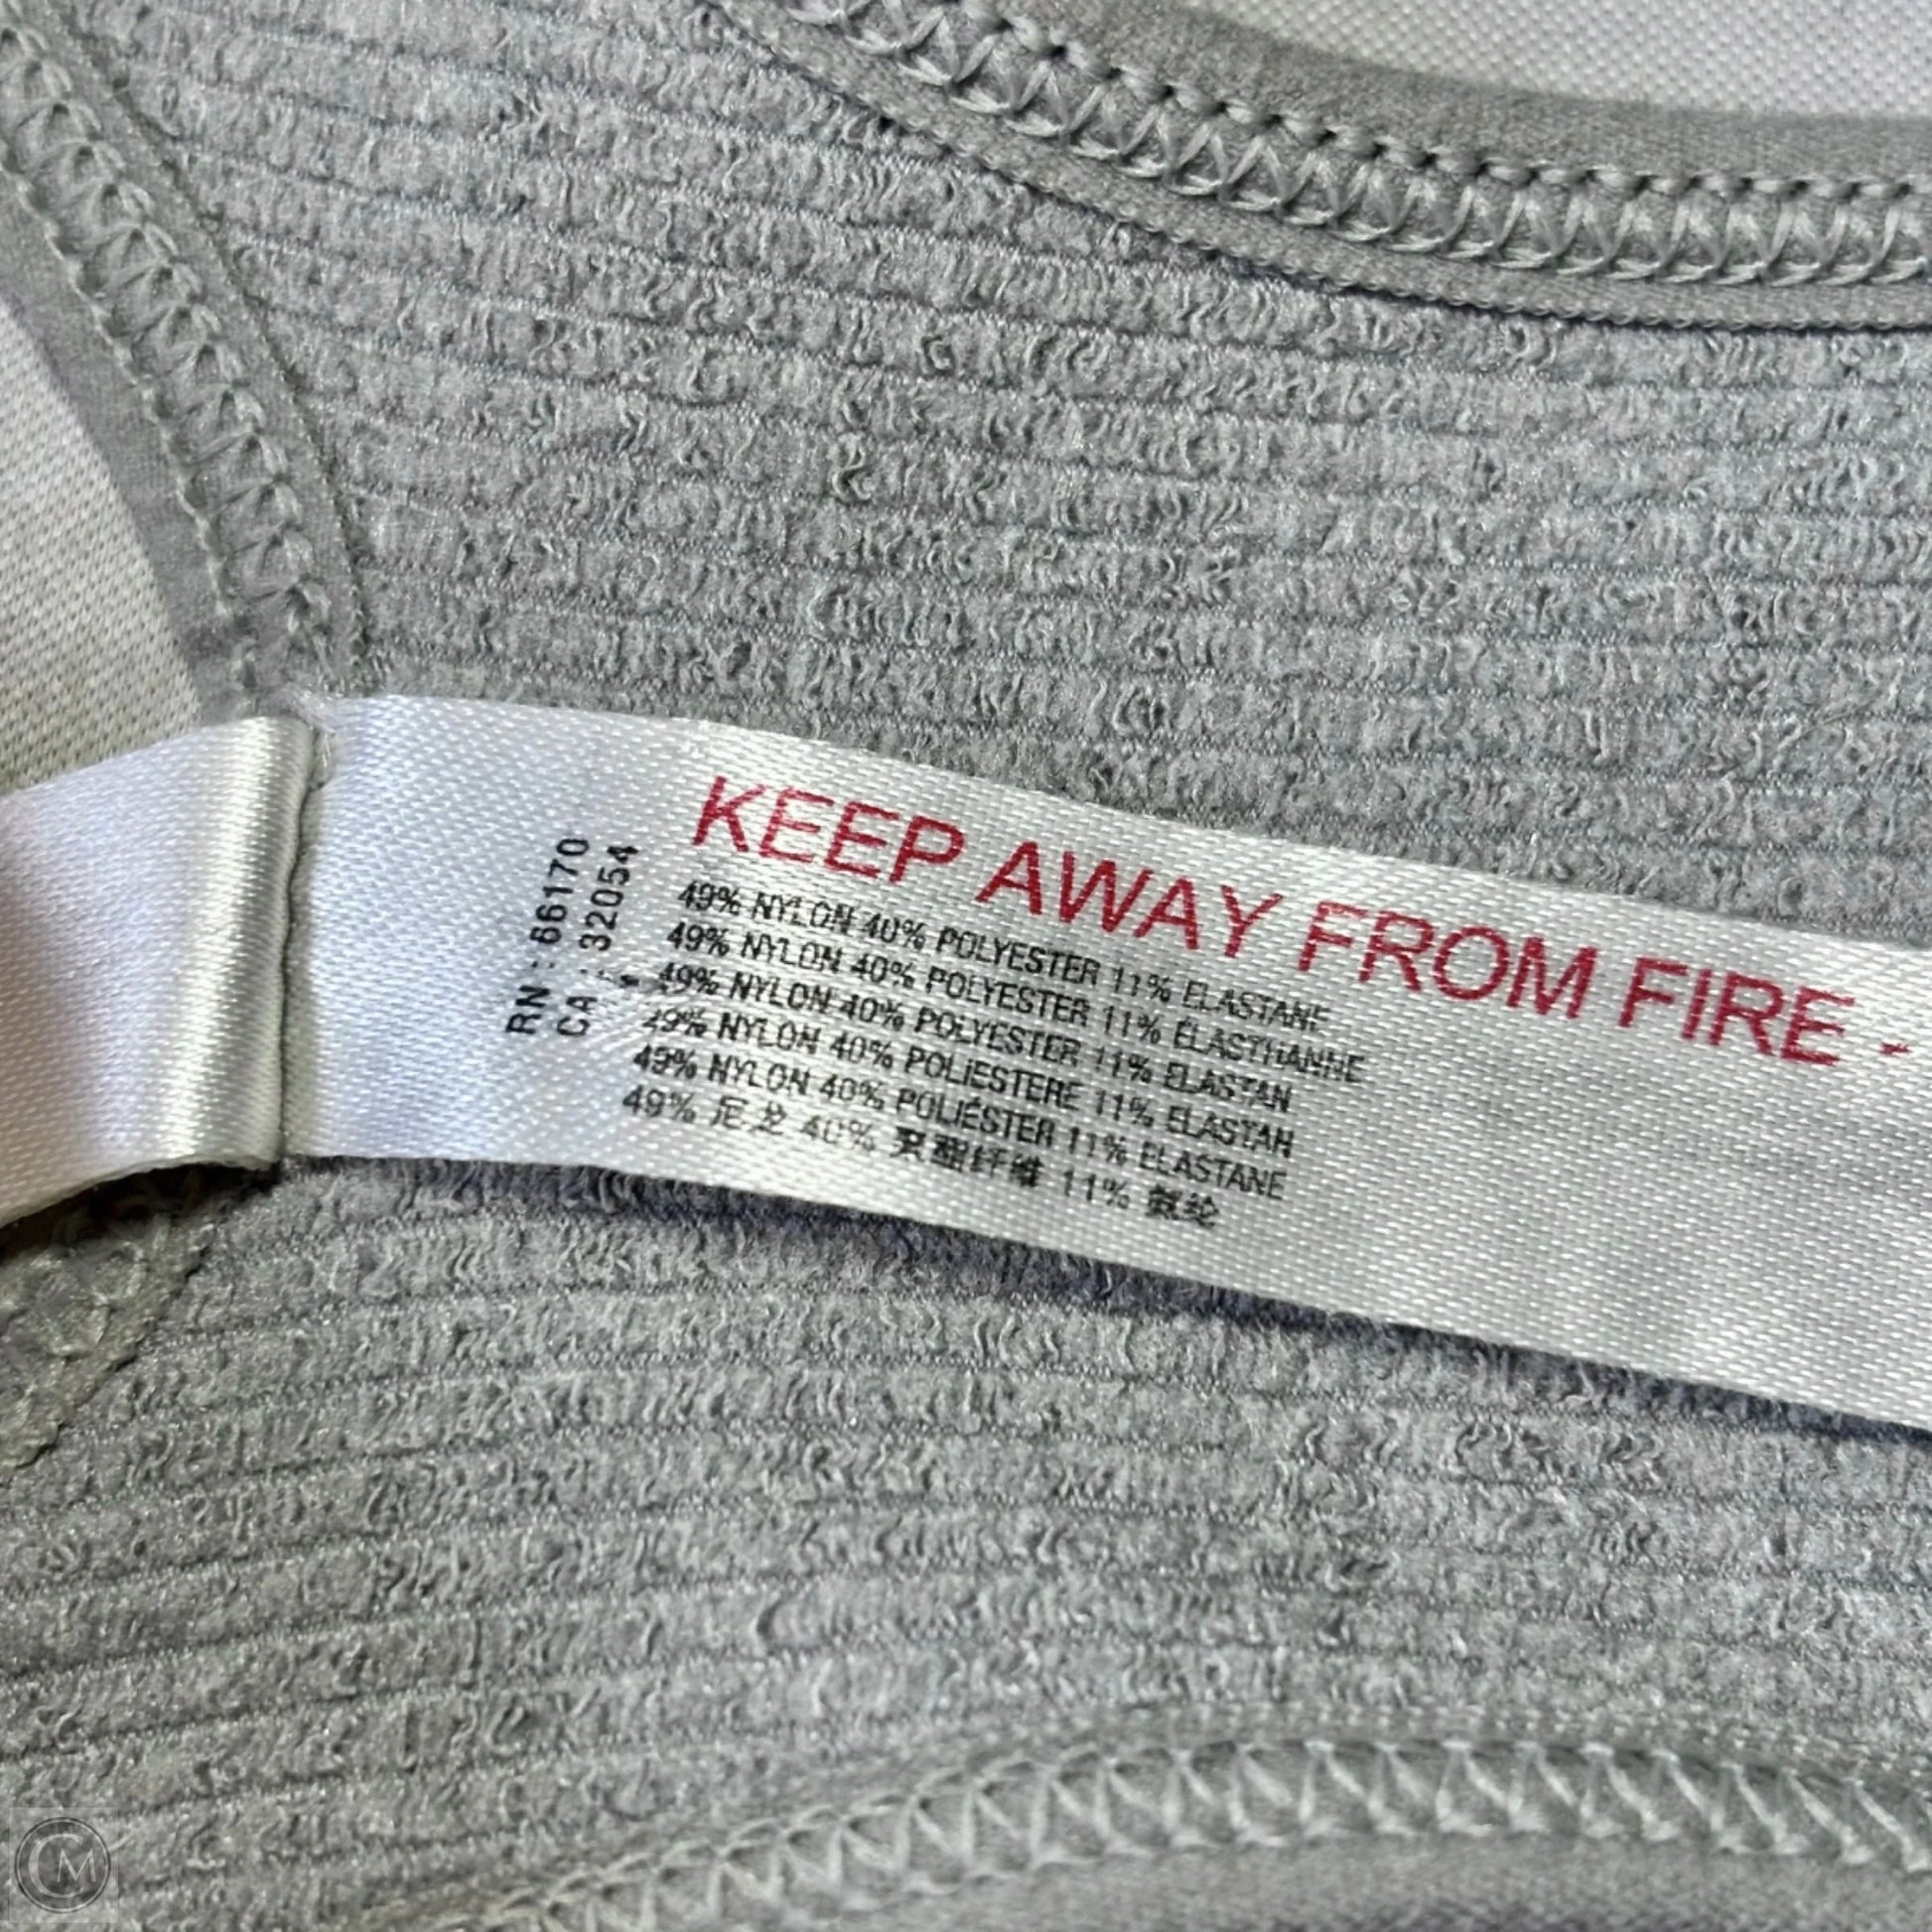 KEEP AWAY FROM FIRE -
RN : 66170
CA : 32054
49% NYLON 40% POLYESTER 11% ELASTANE
49% NYLON 40% POLYESTER 11% ELASTHANNE
49% NYLON 40% POLYESTER 11% ELASTAN
49% NYLON 40% POLIESTERE 11% ELASTAN
49% NYLON 40% POLIÉSTER 11% ELASTANE
49% 尼龙 40% 聚酯纤维 11% 氨纶
CM